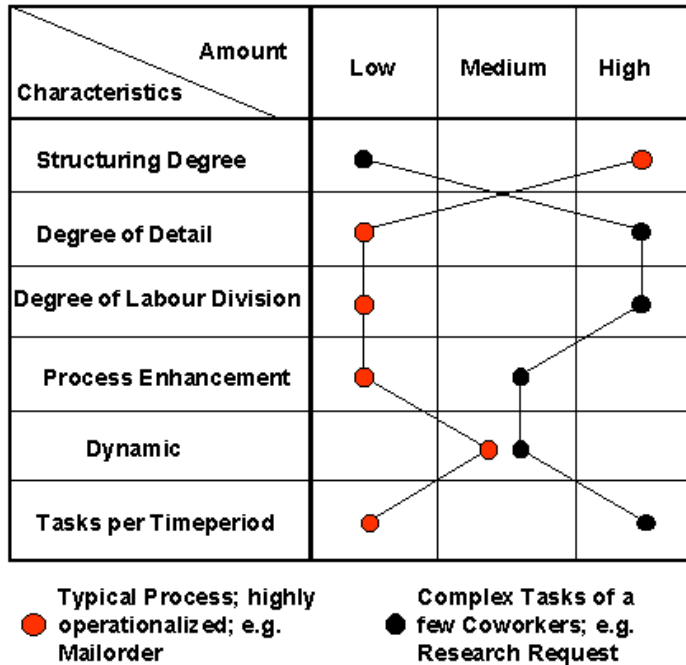 Amount
Characteristics
Low
Medium
High
Structuring Degree
Degree of Detail
Degree of Labour Division
Process Enhancement
Dynamic
Tasks per Timeperiod
Typical Process; highly
operationalized; e.g.
Mailorder
Complex Tasks of a
few Coworkers; e.g.
Research Request